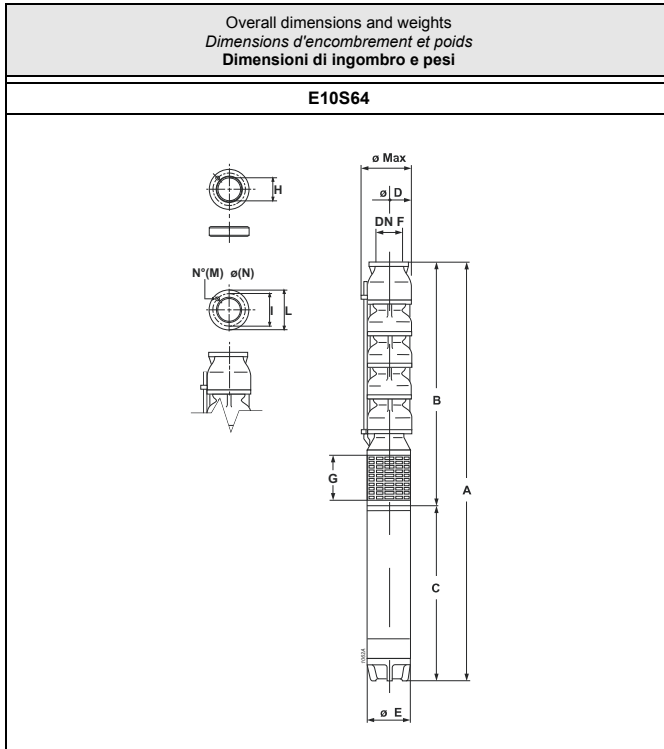 Overall dimensions and weights
Dimensions d'encombrement et poids
Dimensioni di ingombro e pesi
E10S64
ø Max
ø D
DN F
H
N°(M) ø(N)
I
L
B
A
G
C
ø E